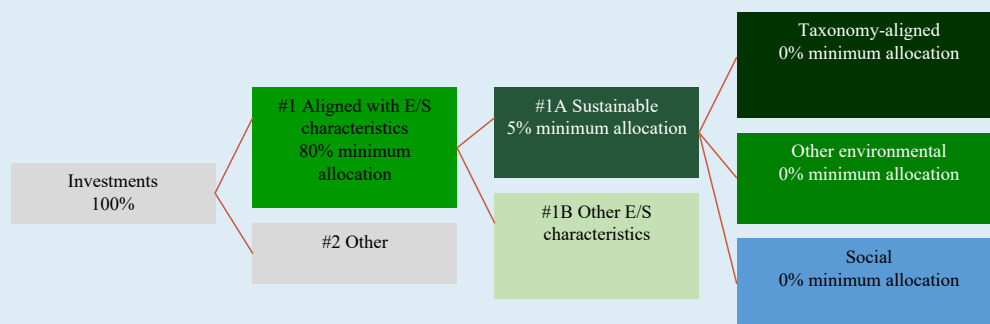 Investments
100%
#1 Aligned with E/S
characteristics
80% minimum
allocation
#2 Other
#1A Sustainable
5% minimum allocation
#1B Other E/S
characteristics
Taxonomy-aligned
0% minimum allocation
Other environmental
0% minimum allocation
Social
0% minimum allocation